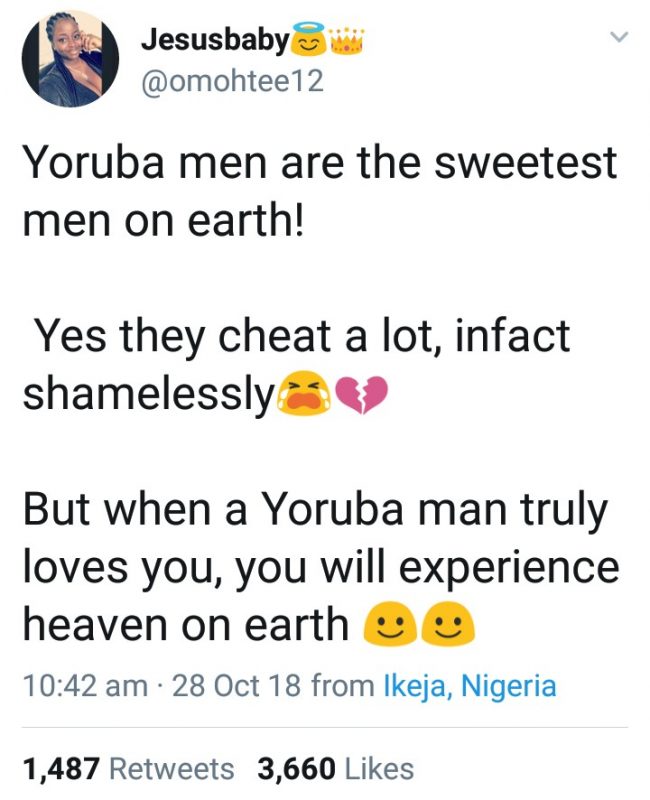 Jesusbaby😇👑
@omohtee12
Yoruba men are the sweetest
men on earth!
Yes they cheat a lot, infact
shamelessly😭💔
But when a Yoruba man truly
loves you, you will experience
heaven on earth 🙂🙂
10:42 am · 28 Oct 18 from Ikeja, Nigeria
1,487 Retweets 3,660 Likes